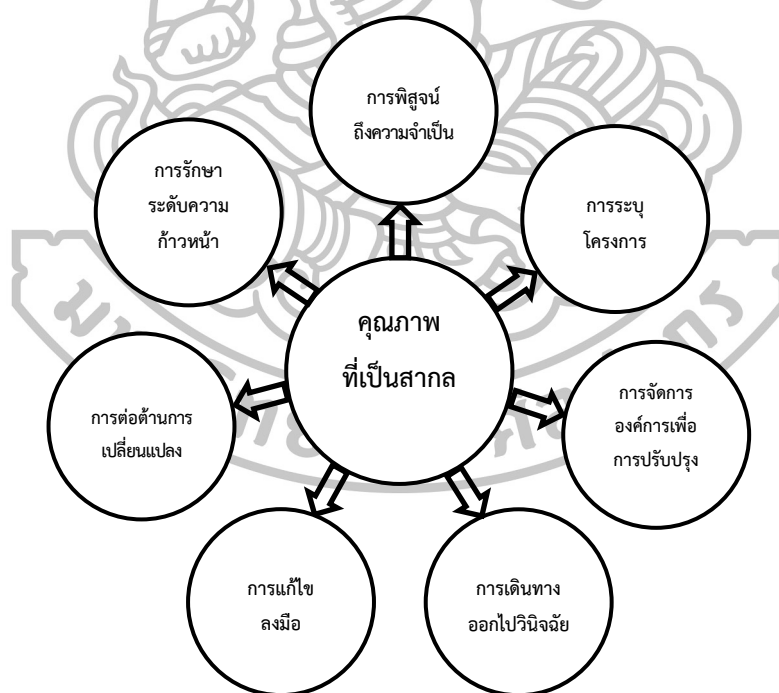 การพิสูจน์
ถึงความจำเป็น
การรักษา
ระดับความ
ก้าวหน้า
การระบุ
โครงการ
คุณภาพ
ที่เป็นสากล
การต่อต้านการ
เปลี่ยนแปลง
การจัดการ
องค์การเพื่อ
การปรับปรุง
การแก้ไข
ลงมือ
การเดินทาง
ออกไปวินิจฉัย